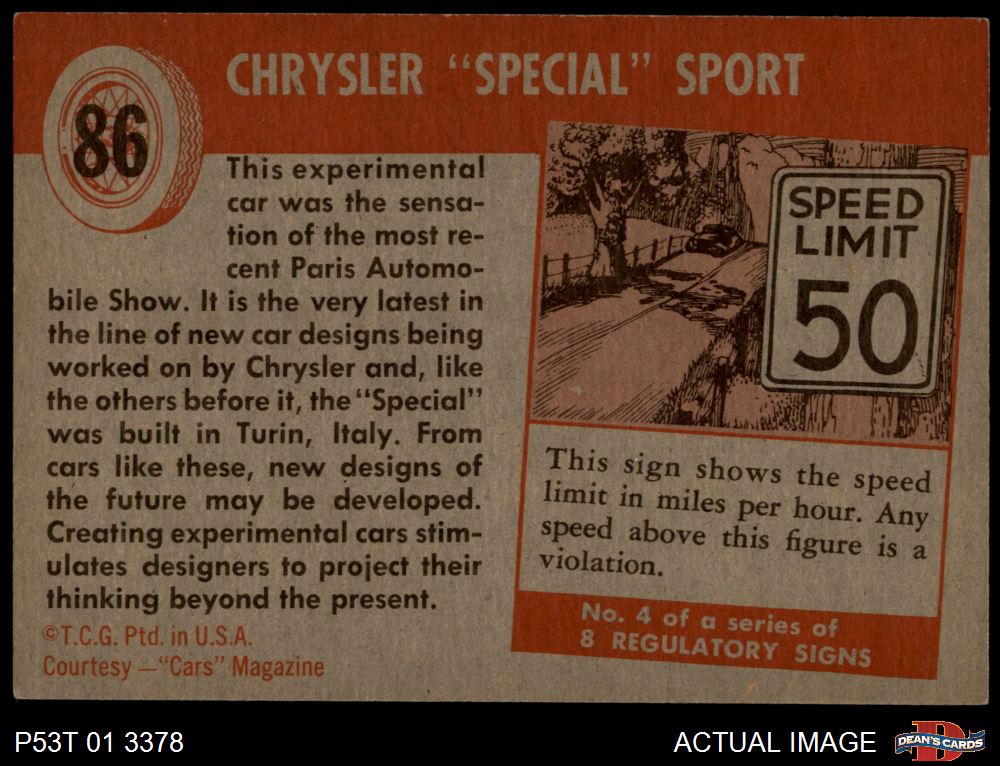 86
CHRYSLER "SPECIAL" SPORT
This experimental
car was the sensa-
tion of the most re-
cent Paris Automo-
bile Show. It is the very latest in
the line of new car designs being
worked on by Chrysler and, like
the others before it, the "Special"
was built in Turin, Italy. From
cars like these, new designs of
the future may be developed.
Creating experimental cars stim-
ulates designers to project their
thinking beyond the present.
©T.C.G. Ptd. in U.S.A.
Courtesy —"Cars" Magazine
SPEED
LIMIT
50
This sign shows the speed
limit in miles per hour. Any
speed above this figure is a
violation.
No. 4 of a series of
8 REGULATORY SIGNS
P53T 01 3378
ACTUAL IMAGE
D
DEAN'S CARDS